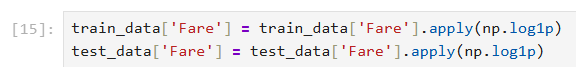 [15]: train_data['Fare'] = train_data['Fare'].apply(np.log1p)
test_data['Fare'] = test_data['Fare'].apply(np.log1p)